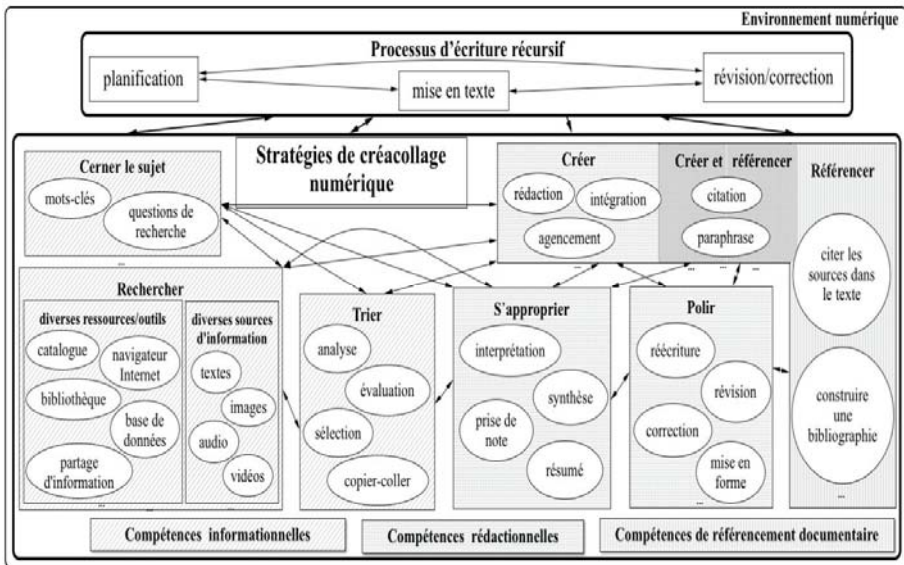 Environnement numérique
Processus d'écriture récursif
planification
mise en texte
révision/correction
Stratégies de créacollage
numérique
Cerner le sujet
mots-clés
questions de
recherche
...
Créer
rédaction
intégration
agencement
...
Créer et référencer
citation
paraphrase
...
...
Référencer
citer les
sources dans
le texte
construire
une
bibliographie
...
Rechercher
diverses ressources/outils
catalogue
navigateur
Internet
bibliothèque
base de
données
partage
d'information
...
diverses sources
d'information
textes
images
audio
vidéos
...
...
Trier
analyse
évaluation
sélection
copier-coller
...
S'approprier
interprétation
synthèse
prise de
note
résumé
...
Polir
réécriture
révision
correction
mise en
forme
...
Compétences informationnelles
Compétences rédactionnelles
Compétences de référencement documentaire